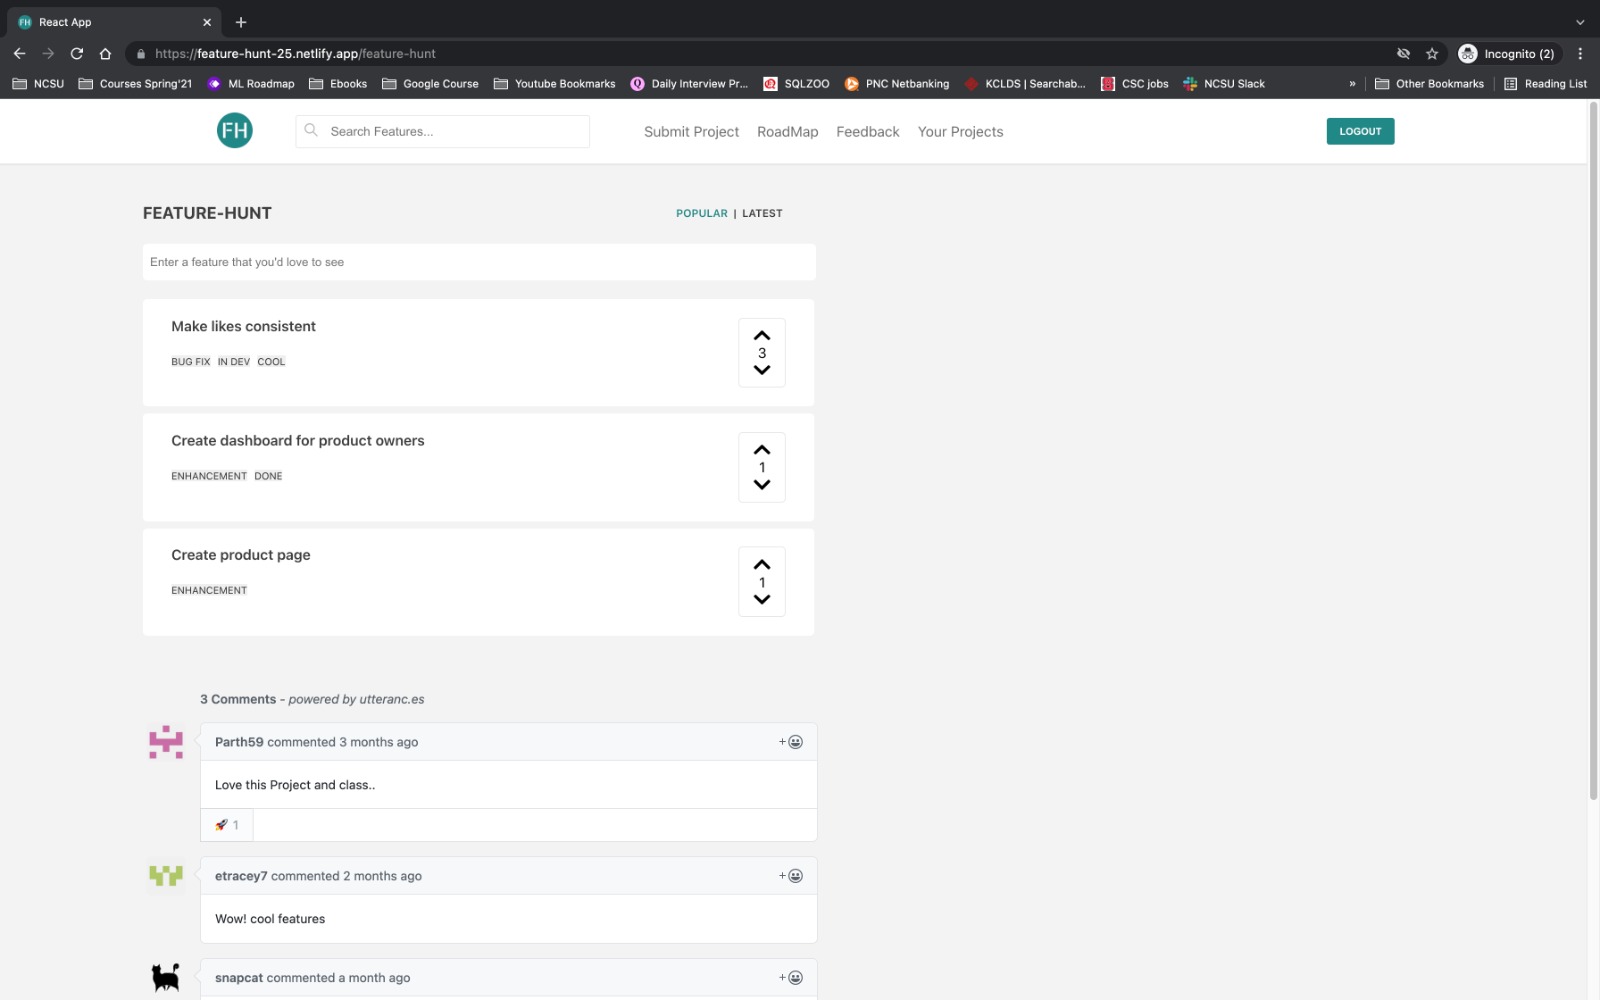 FH React App
https://feature-hunt-25.netlify.app/feature-hunt
Incognito (2)
NCSU Courses Spring'21 ML Roadmap Ebooks Google Course Youtube Bookmarks Daily Interview Pr... SQLZOO PNC Netbanking KCLDS | Searchab... CSC jobs NCSU Slack » Other Bookmarks Reading List
FH Search Features... Submit Project RoadMap Feedback Your Projects LOGOUT
FEATURE-HUNT POPULAR | LATEST
Enter a feature that you'd love to see
Make likes consistent
3
BUG FIX IN DEV COOL
Create dashboard for product owners
1
ENHANCEMENT DONE
Create product page
1
ENHANCEMENT
3 Comments - powered by utteranc.es
Parth59 commented 3 months ago
Love this Project and class..
🚀 1
etracey7 commented 2 months ago
Wow! cool features
snapcat commented a month ago